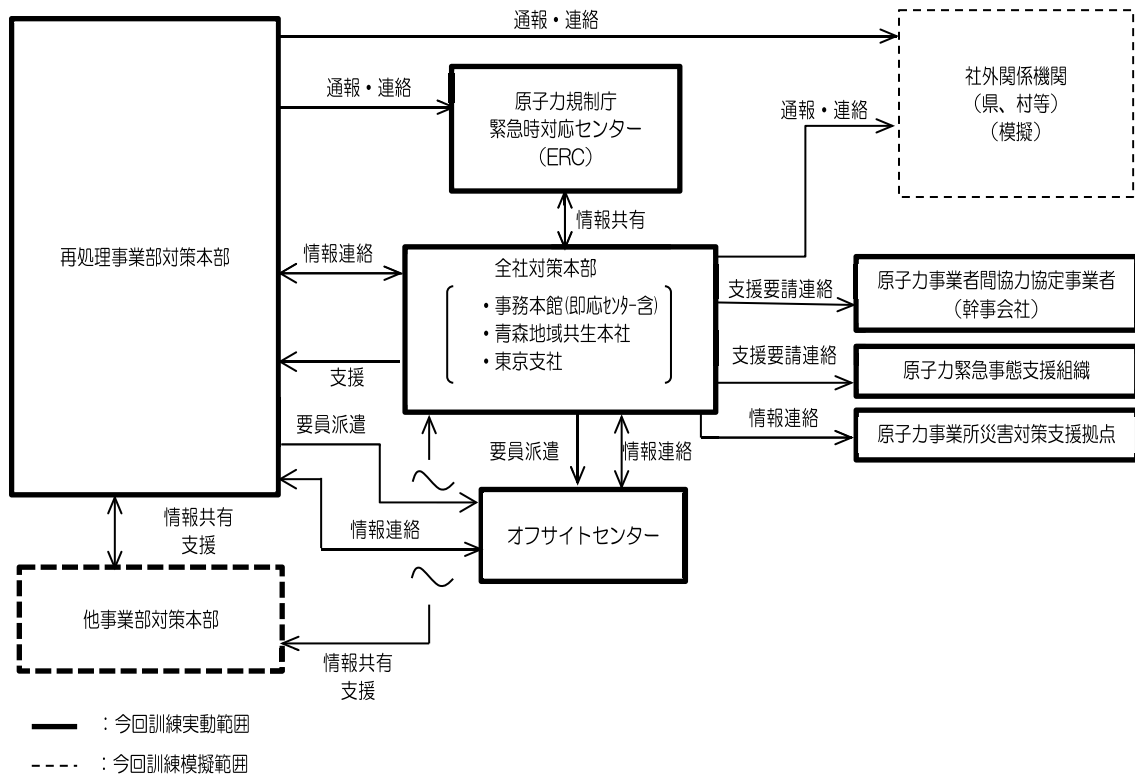 通報・連絡
社外関係機関
（県、村等）
（模擬）
通報・連絡
原子力規制庁
緊急時対応センター
（ERC）
通報・連絡
情報共有
再処理事業部対策本部
情報連絡
全社対策本部
・事務本館(即応ｾﾝﾀｰ含)
・青森地域共生本社
・東京支社
支援要請連絡
原子力事業者間協力協定事業者
（幹事会社）
支援要請連絡
原子力緊急事態支援組織
情報連絡
原子力事業所災害対策支援拠点
支援
要員派遣
要員派遣
情報連絡
情報連絡
オフサイトセンター
情報共有
支援
他事業部対策本部
情報共有
支援
：今回訓練実動範囲
：今回訓練模擬範囲